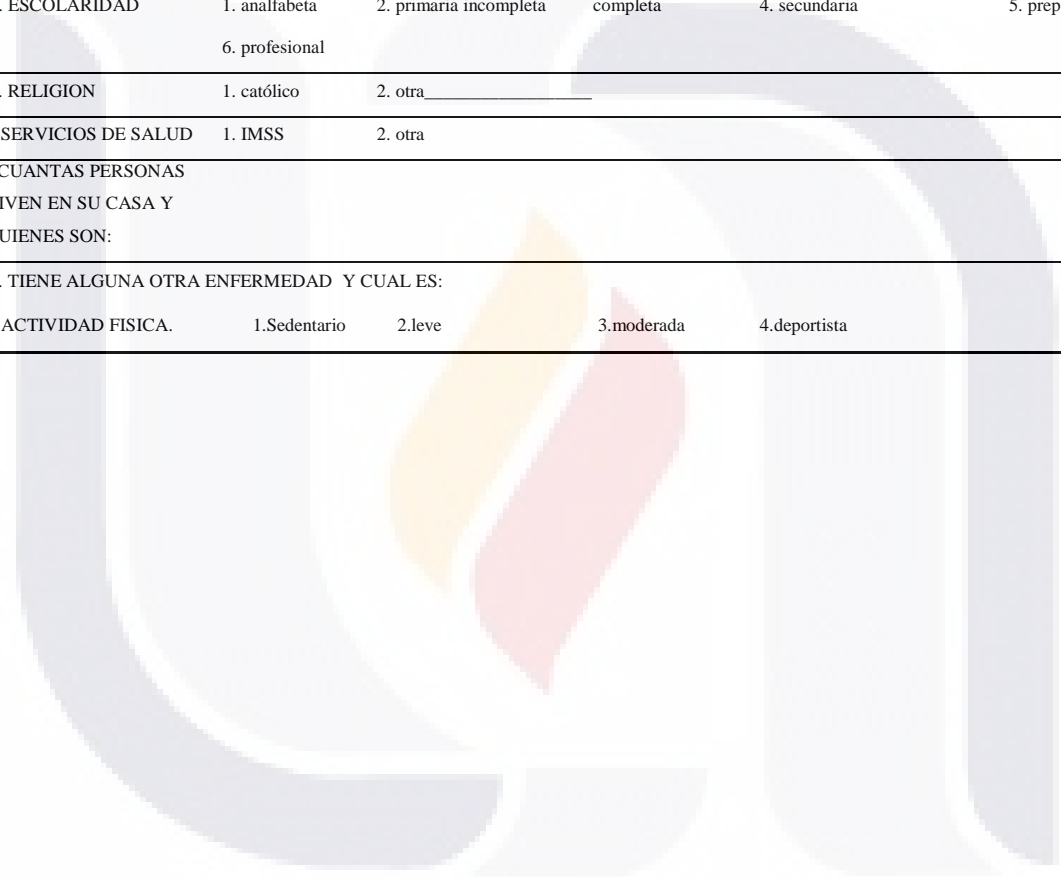 . ESCOLARIDAD 1. analfabeta 2. primaria incompleta completa 4. secundaria 5. prep
6. profesional
. RELIGION 1. católico 2. otra__________________
SERVICIOS DE SALUD 1. IMSS 2. otra
CUANTAS PERSONAS
IVEN EN SU CASA Y
UIENES SON:
. TIENE ALGUNA OTRA ENFERMEDAD Y CUAL ES:
ACTIVIDAD FISICA. 1.Sedentario 2.leve 3.moderada 4.deportista